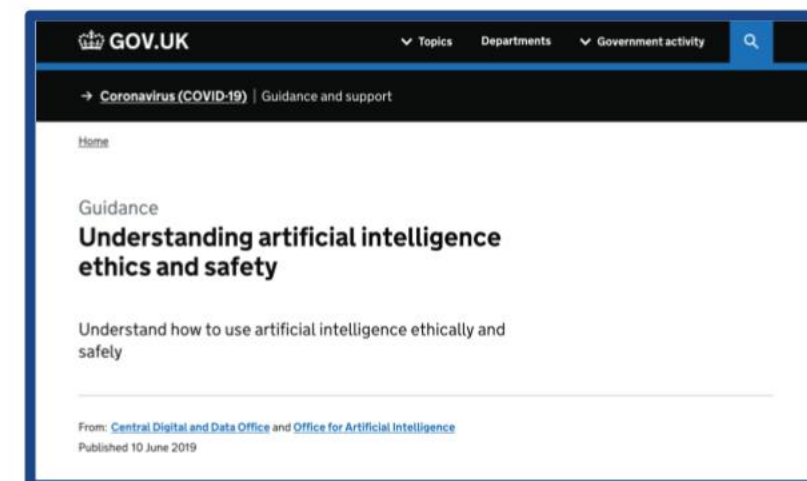 GOV.UK Topics Departments Government activity
→ Coronavirus (COVID-19) | Guidance and support
Home
Guidance
Understanding artificial intelligence
ethics and safety
Understand how to use artificial intelligence ethically and
safely
From: Central Digital and Data Office and Office for Artificial Intelligence
Published 10 June 2019